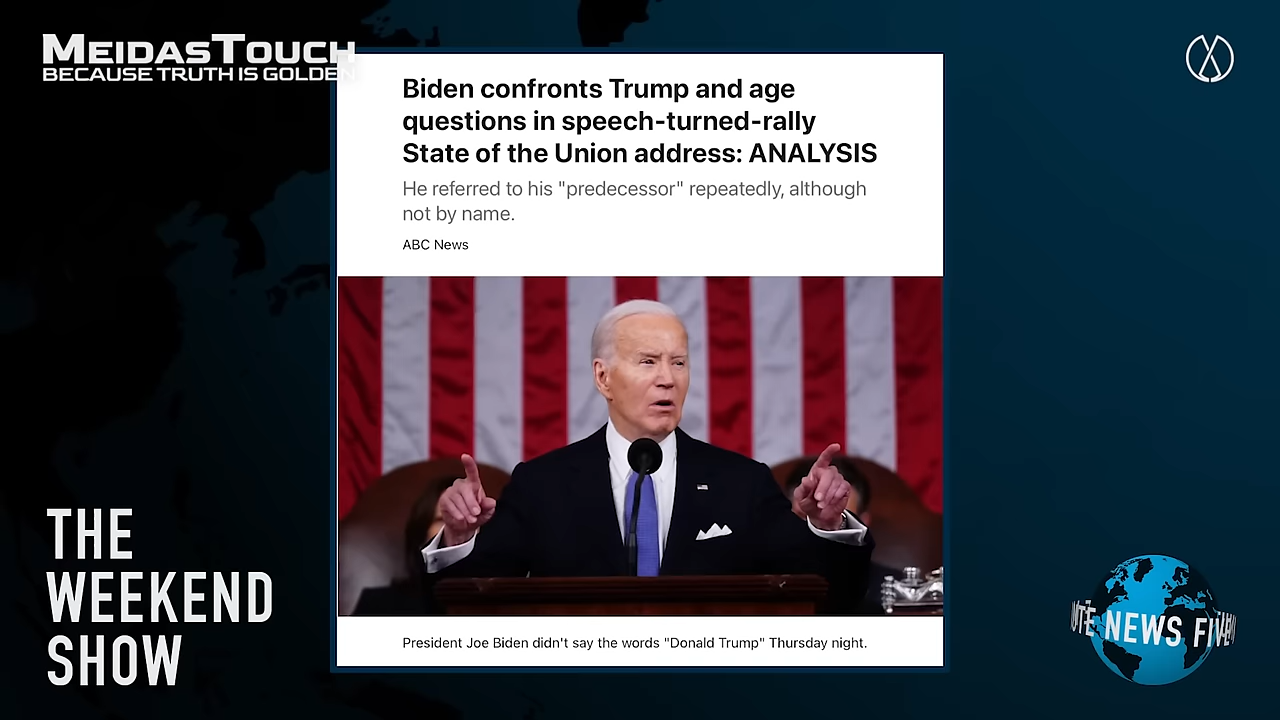 MEIDASTOUCH
BECAUSE TRUTH IS GOLDEN
Biden confronts Trump and age
questions in speech-turned-rally
State of the Union address: ANALYSIS
He referred to his "predecessor" repeatedly, although
not by name.
ABC News
THE
WEEKEND
SHOW
NEWS
President Joe Biden didn't say the words "Donald Trump" Thursday night.